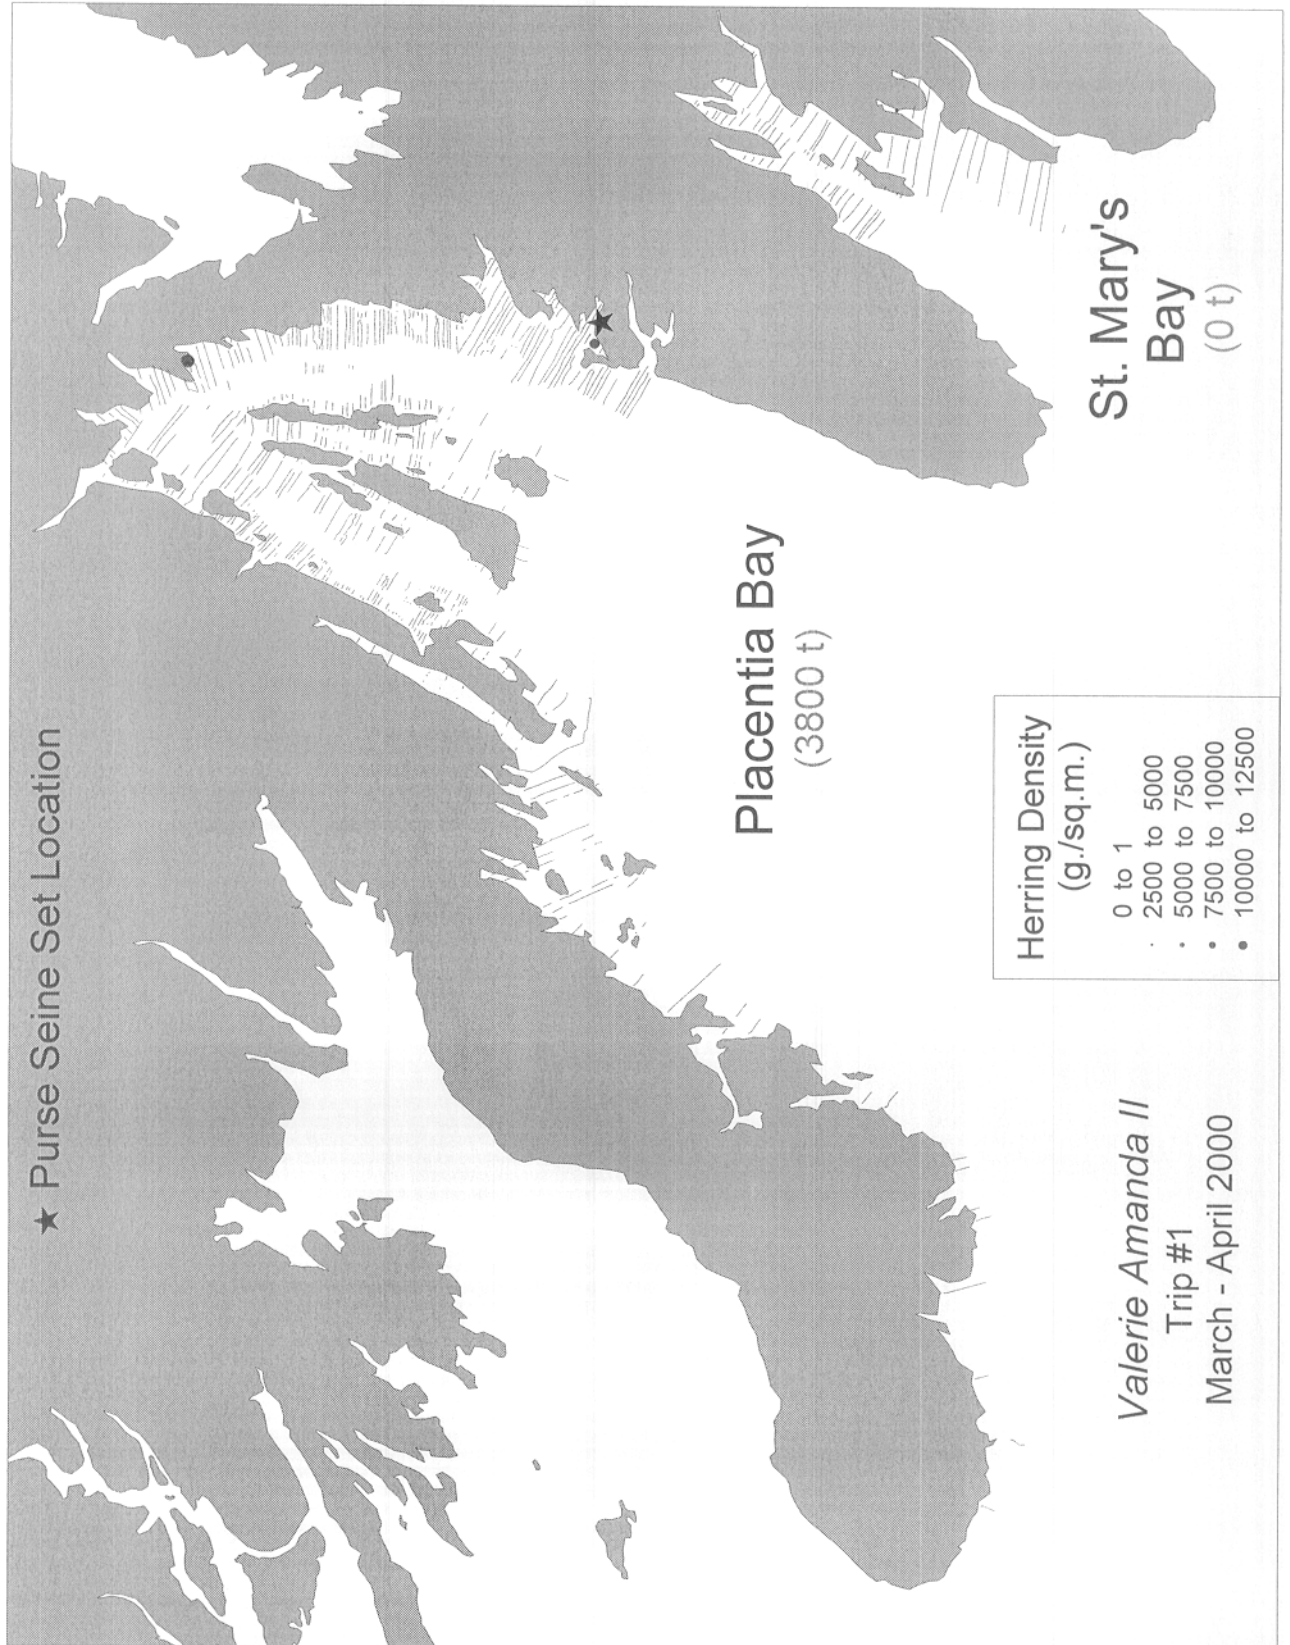 ★ Purse Seine Set Location
Placentia Bay
(3800 t)
St. Mary's
Bay
(0 t)
Valerie Amanda II
Trip #1
March - April 2000
Herring Density
(g./sq.m.)
0 to 1
2500 to 5000
5000 to 7500
7500 to 10000
10000 to 12500